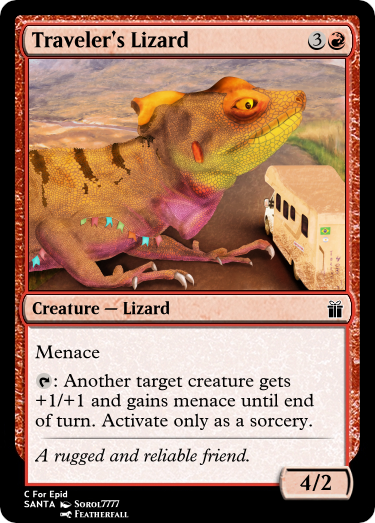 Traveler's Lizard 3
Creature — Lizard
Menace
: Another target creature gets
+1/+1 and gains menace until end
of turn. Activate only as a sorcery.
A rugged and reliable friend.
4/2
C For Epid
SANTA Sorol7777
Featherfall